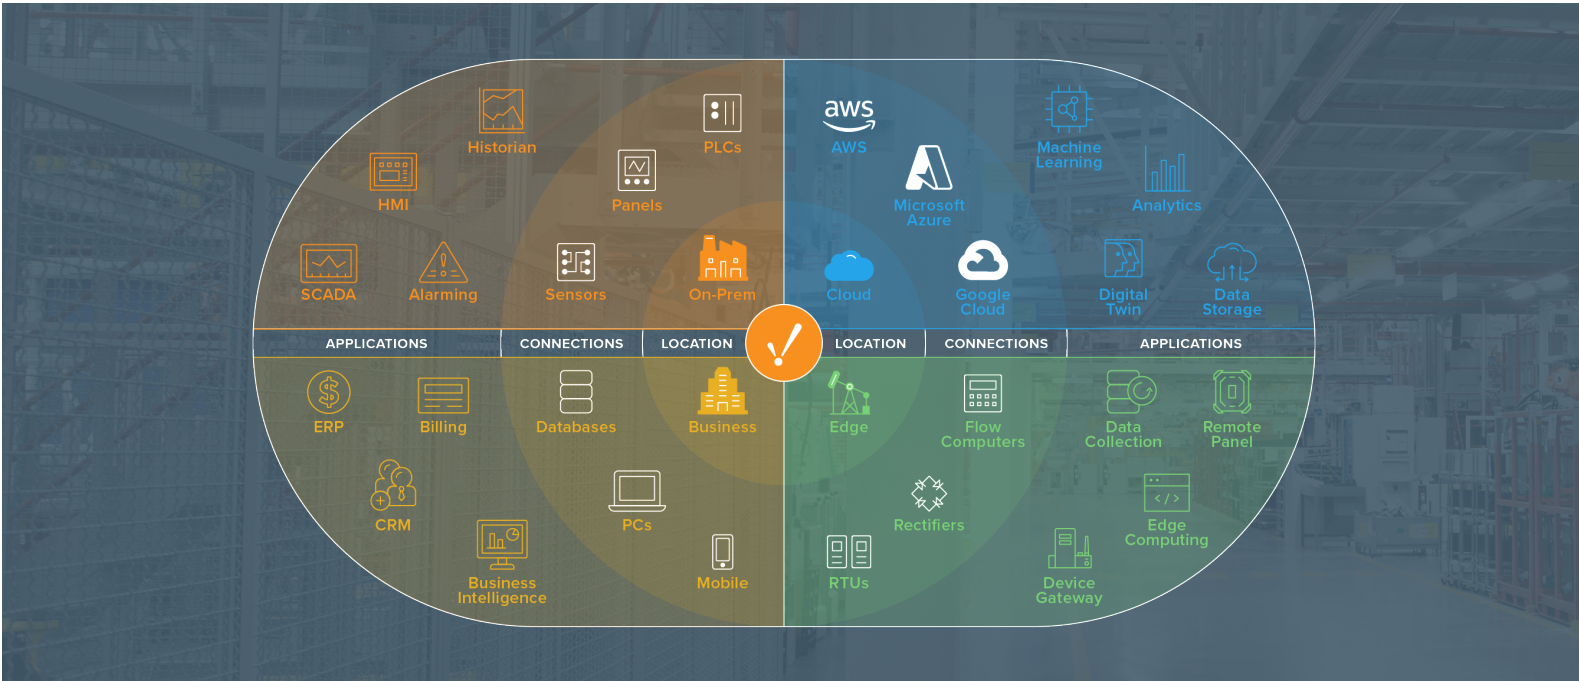 Historian
PLCs
HMI
Panels
SCADA
Alarming
Sensors
On-Prem
aws
AWS
Machine
Learning
Microsoft
Azure
Analytics
Cloud
Google
Cloud
Digital
Twin
Data
Storage
APPLICATIONS
CONNECTIONS
LOCATION
LOCATION
CONNECTIONS
APPLICATIONS
$
ERP
Billing
Databases
Business
CRM
PCs
Business
Intelligence
Mobile
Edge
Flow
Computers
Data
Collection
Remote
Panel
Rectifiers
</>
Edge
Computing
RTUs
Device
Gateway